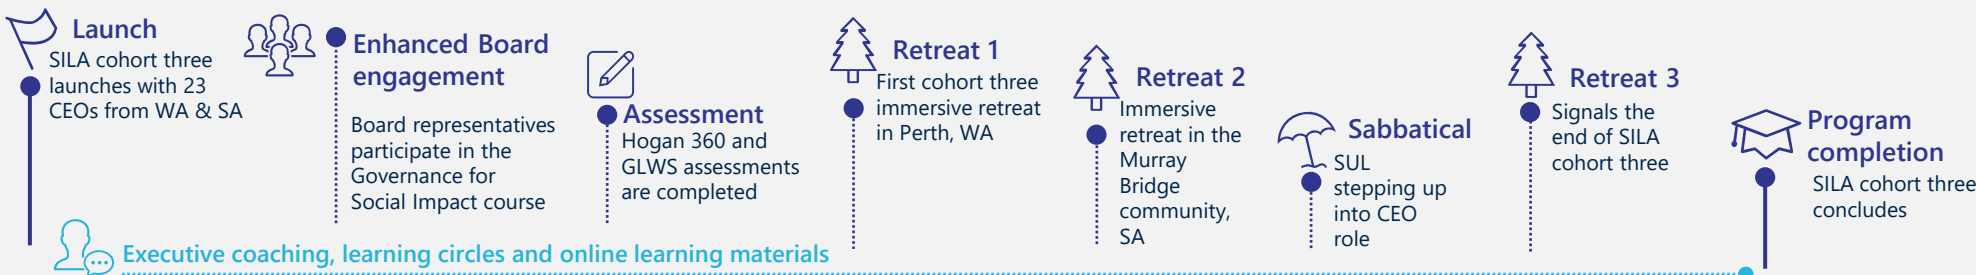 Launch
SILA cohort three
launches with 23
CEOs from WA & SA
Enhanced Board
engagement
Board representatives
participate in the
Governance for
Social Impact course
Assessment
Hogan 360 and
GLWS assessments
are completed
Retreat 1
First cohort three
immersive retreat
in Perth, WA
Retreat 2
Immersive
retreat in the
Murray
Bridge
community,
SA
Sabbatical
SUL
stepping up
into CEO
role
Retreat 3
Signals the
end of SILA
cohort three
Program
completion
SILA cohort three
concludes
Executive coaching, learning circles and online learning materials